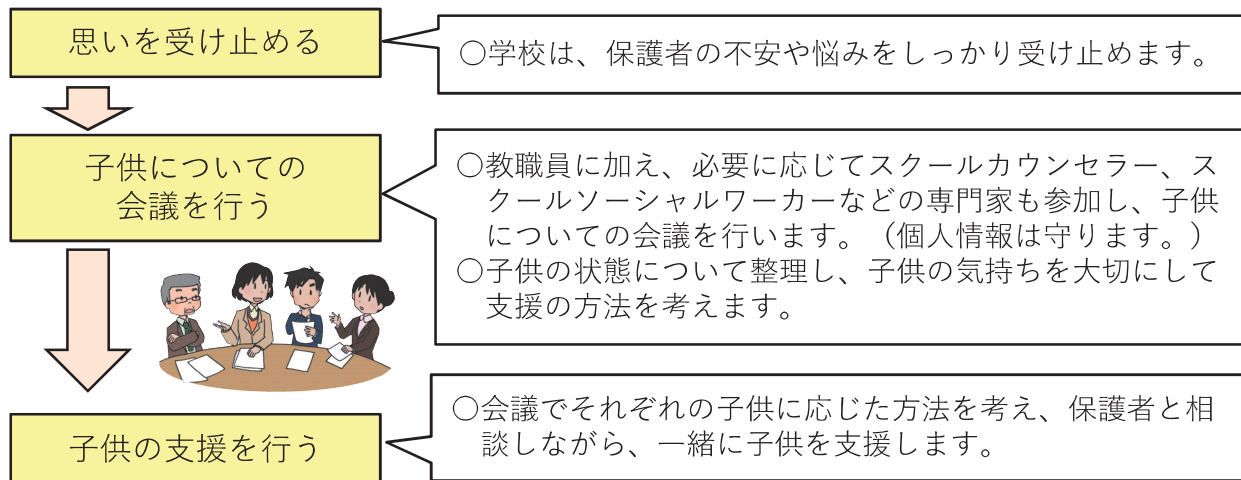 思いを受け止める
○学校は、保護者の不安や悩みをしっかり受け止めます。
子供についての
会議を行う
○教職員に加え、必要に応じてスクールカウンセラー、ス
クールソーシャルワーカーなどの専門家も参加し、子供
についての会議を行います。（個人情報は守ります。）
○子供の状態について整理し、子供の気持ちを大切にして
支援の方法を考えます。
子供の支援を行う
○会議でそれぞれの子供に応じた方法を考え、保護者と相
談しながら、一緒に子供を支援します。